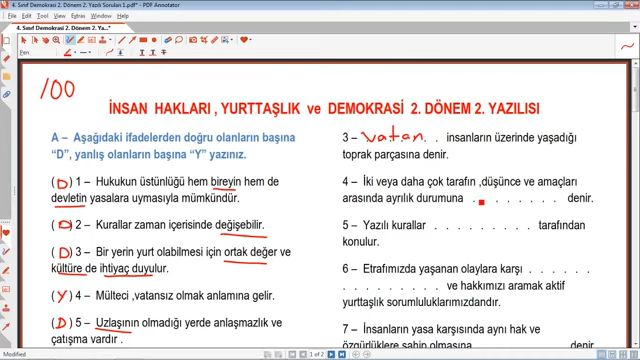 4. Sınıf Demokrasi 2. Dönem 2. Yazılı Soruları 1.pdf* - PDF Annotator
File Edit Tool Insert Document View Extras Window Help
4. Sınıf Demokrasi 2. Dönem 2. Ya...*
Pen
100
İNSAN HAKLARI , YURTTAŞLIK ve DEMOKRASİ 2. DÖNEM 2. YAZILISI
A – Aşağıdaki ifadelerden doğru olanların başına
"D", yanlış olanların başına "Y" yazınız.
(D) 1 – Hukukun üstünlüğü hem bireyin hem de
devletin yasalara uymasıyla mümkündür.
(D) 2 – Kurallar zaman içerisinde değişebilir.
(D) 3 – Bir yerin yurt olabilmesi için ortak değer ve
kültüre de ihtiyaç duyulur.
(Y) 4 – Mülteci ,vatansız olmak anlamına gelir.
(D) 5 – Uzlaşının olmadığı yerde anlaşmazlık ve
çatışma vardır .
3 – vatan . . insanların üzerinde yaşadığı
toprak parçasına denir.
4 – İki veya daha çok tarafın ,düşünce ve amaçları
arasında ayrılık durumuna . . . . . . . . . denir.
5 – Yazılı kurallar . . . . . . . . . tarafından
konulur.
6 – Etrafımızda yaşanan olaylara karşı . . . . . .
. . . . . . . . . ve hakkımızı aramak aktif
yurttaşlık sorumluluklarımızdandır.
7 – İnsanların yasa karşısında aynı hak ve
özgürlüklere sahip olmasına . . . . . . . . . denir.
1 of 2